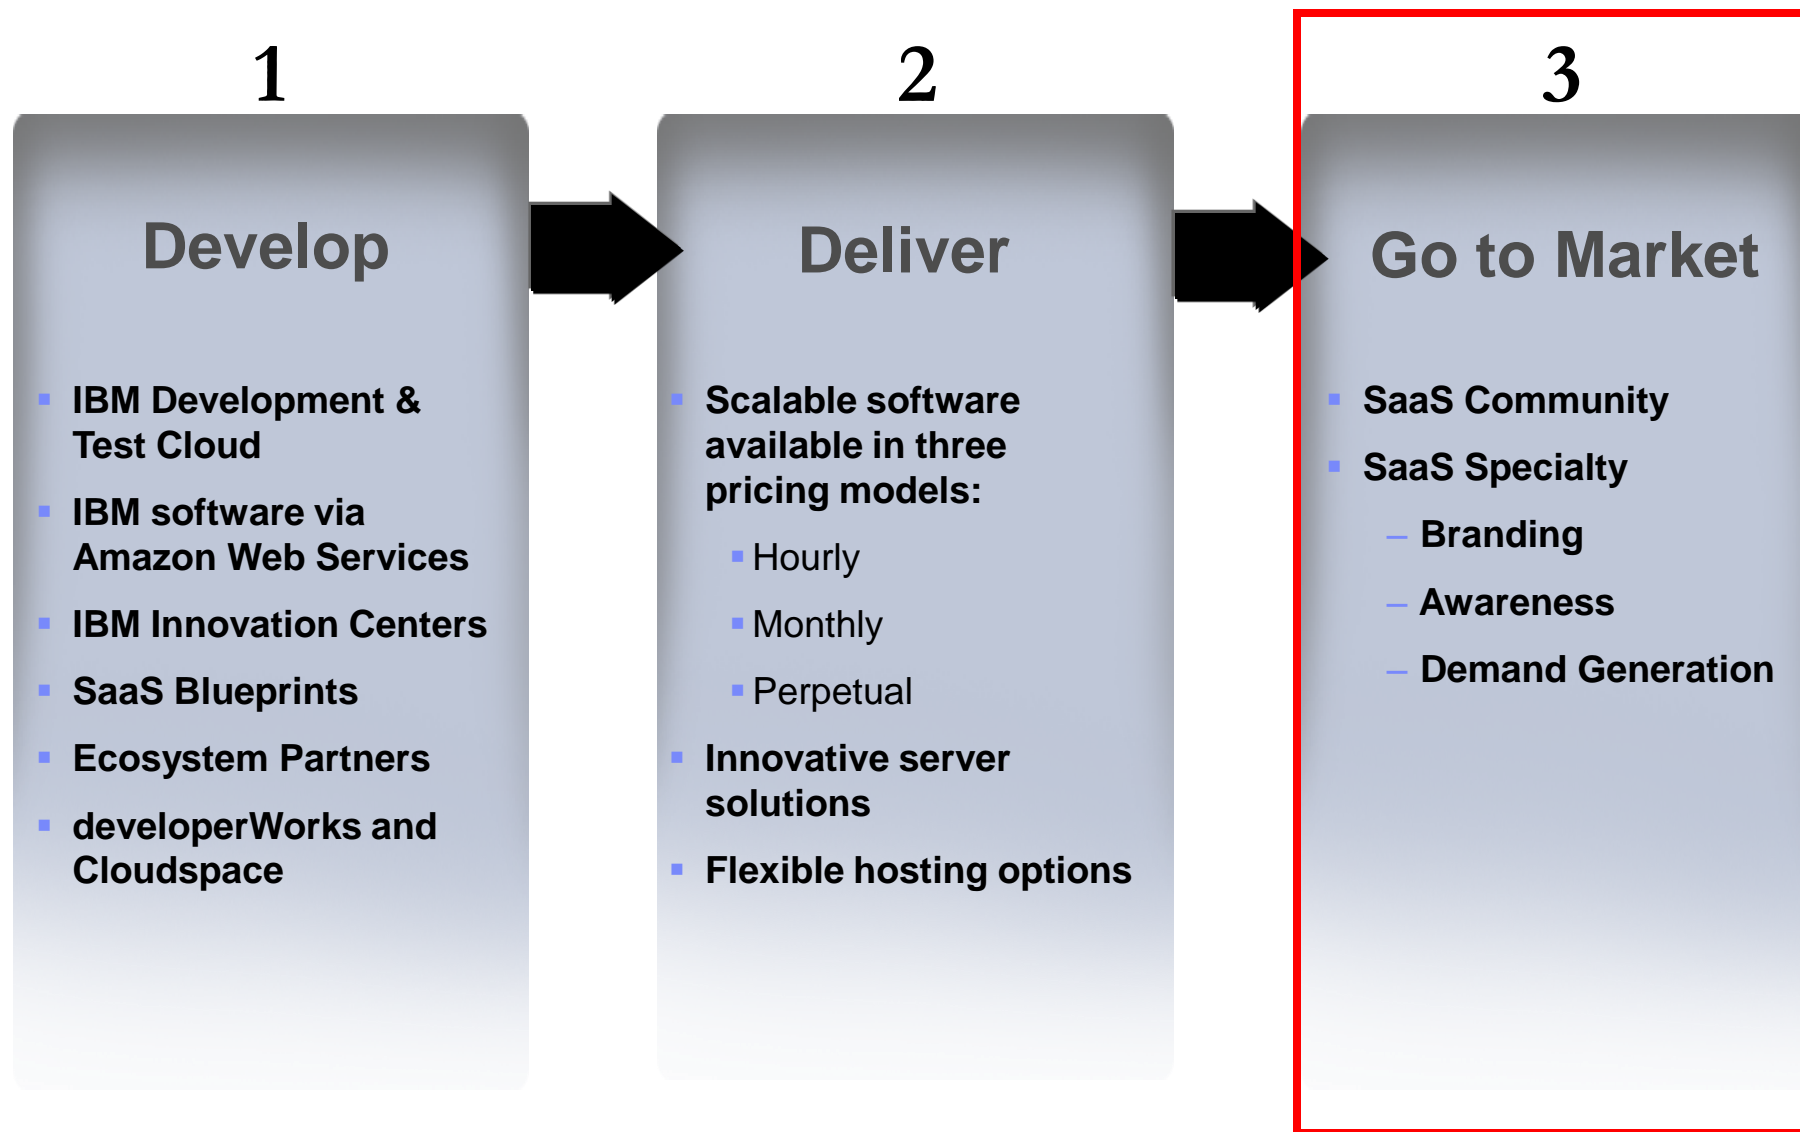 1
Develop
IBM Development &
Test Cloud
IBM software via
Amazon Web Services
IBM Innovation Centers
SaaS Blueprints
Ecosystem Partners
developerWorks and
Cloudspace
2
Deliver
Scalable software
available in three
pricing models:
Hourly
Monthly
Perpetual
Innovative server
solutions
Flexible hosting options
3
Go to Market
SaaS Community
SaaS Specialty
– Branding
– Awareness
– Demand Generation